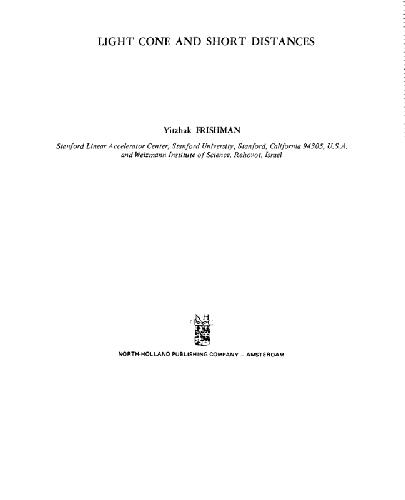 LIGHT CONE AND SHORT DISTANCES
Yitzhak FRISHMAN
Stanford Linear Accelerator Center, Stanford University, Stanford, California 94305, U.S.A.
and Weizmann Institute of Science, Rehovot, Israel
NORTH-HOLLAND PUBLISHING COMPANY – AMSTERDAM